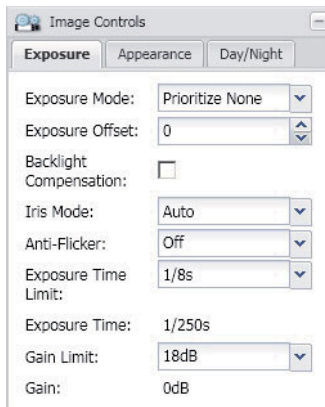 Image Controls
Exposure Appearance Day/Night
Exposure Mode: Prioritize None
Exposure Offset: 0
Backlight
Compensation:
Iris Mode: Auto
Anti-Flicker: Off
Exposure Time
Limit: 1/8s
Exposure Time: 1/250s
Gain Limit: 18dB
Gain: 0dB